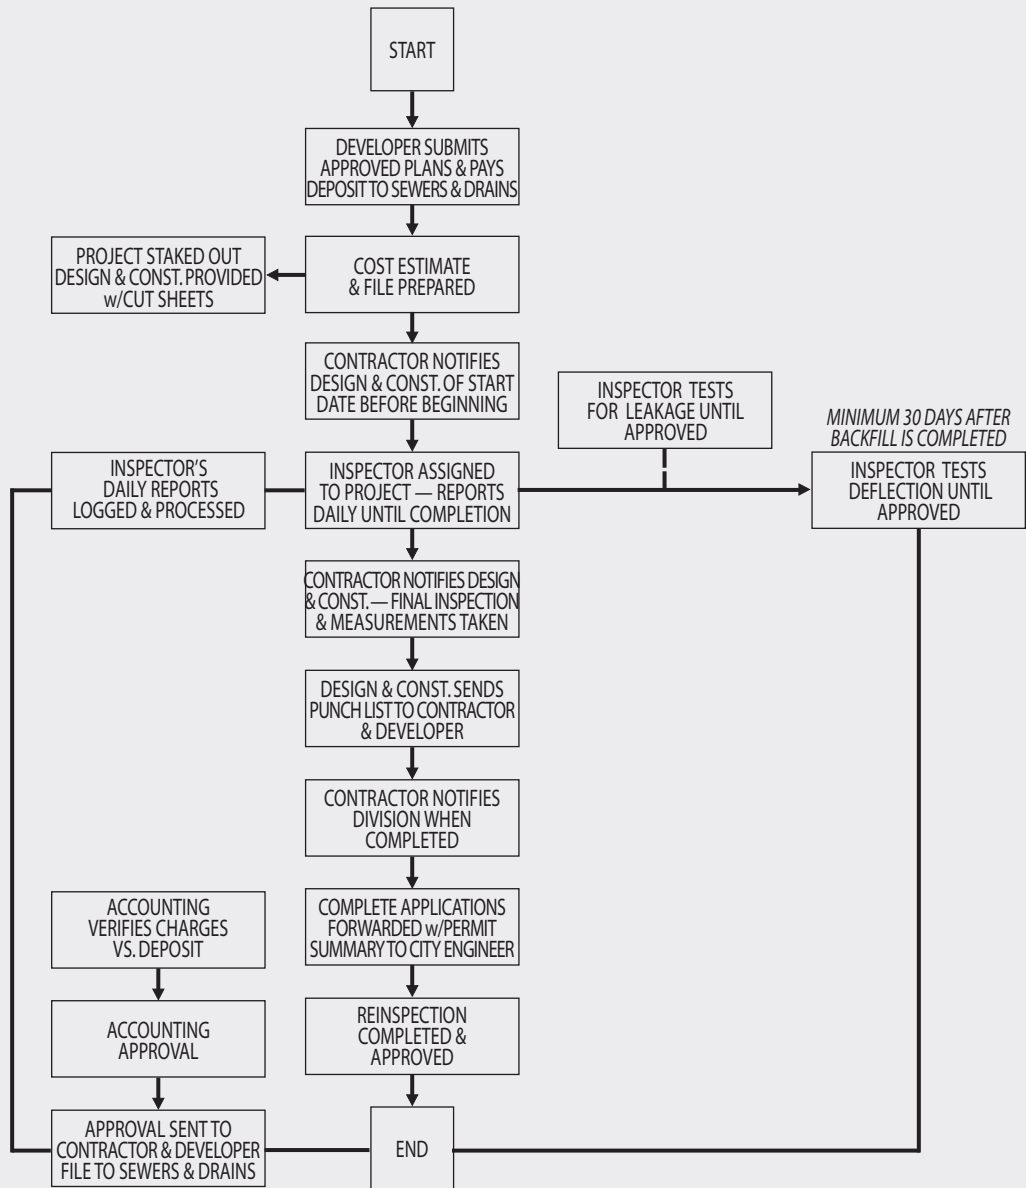 START
DEVELOPER SUBMITS
APPROVED PLANS & PAYS
DEPOSIT TO SEWERS & DRAINS
PROJECT STAKED OUT
DESIGN & CONST. PROVIDED
w/CUT SHEETS
COST ESTIMATE
& FILE PREPARED
CONTRACTOR NOTIFIES
DESIGN & CONST. OF START
DATE BEFORE BEGINNING
INSPECTOR TESTS
FOR LEAKAGE UNTIL
APPROVED
MINIMUM 30 DAYS AFTER
BACKFILL IS COMPLETED
INSPECTOR'S
DAILY REPORTS
LOGGED & PROCESSED
INSPECTOR ASSIGNED
TO PROJECT — REPORTS
DAILY UNTIL COMPLETION
INSPECTOR TESTS
DEFLECTION UNTIL
APPROVED
CONTRACTOR NOTIFIES DESIGN
& CONST. — FINAL INSPECTION
& MEASUREMENTS TAKEN
DESIGN & CONST. SENDS
PUNCH LIST TO CONTRACTOR
& DEVELOPER
CONTRACTOR NOTIFIES
DIVISION WHEN
COMPLETED
ACCOUNTING
VERIFIES CHARGES
VS. DEPOSIT
COMPLETE APPLICATIONS
FORWARDED w/PERMIT
SUMMARY TO CITY ENGINEER
ACCOUNTING
APPROVAL
REINSPECTION
COMPLETED &
APPROVED
APPROVAL SENT TO
CONTRACTOR & DEVELOPER
FILE TO SEWERS & DRAINS
END